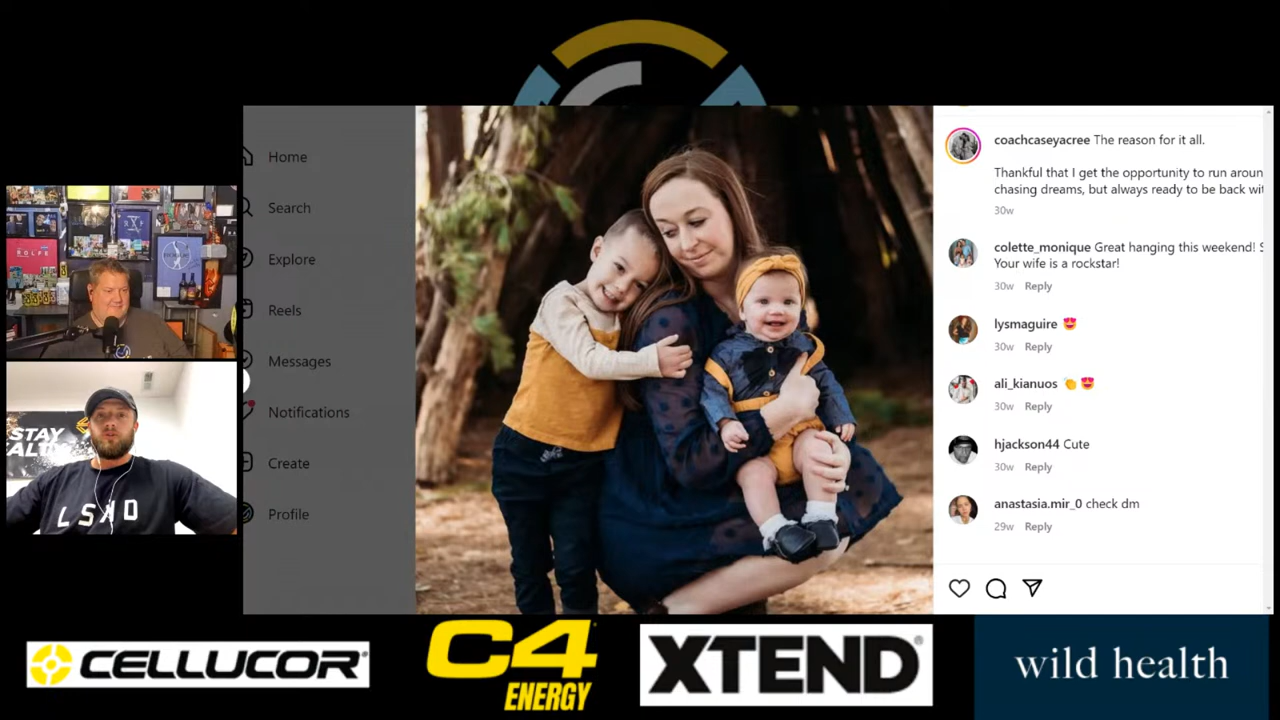 Home
Search
Explore
Reels
Messages
Notifications
Create
Profile
coachcaseyacree The reason for it all.
Thankful that I get the opportunity to run aroun
chasing dreams, but always ready to be back wit
30w
colette_monique Great hanging this weekend! S
Your wife is a rockstar!
30w Reply
lysmaguire 😍
30w Reply
ali_kianuos 👏 😍
30w Reply
hjackson44 Cute
30w Reply
anastasia.mir_0 check dm
29w Reply
ROLFE
STAY
CELLUCOR®
C4
ENERGY
XTEND®
wild health